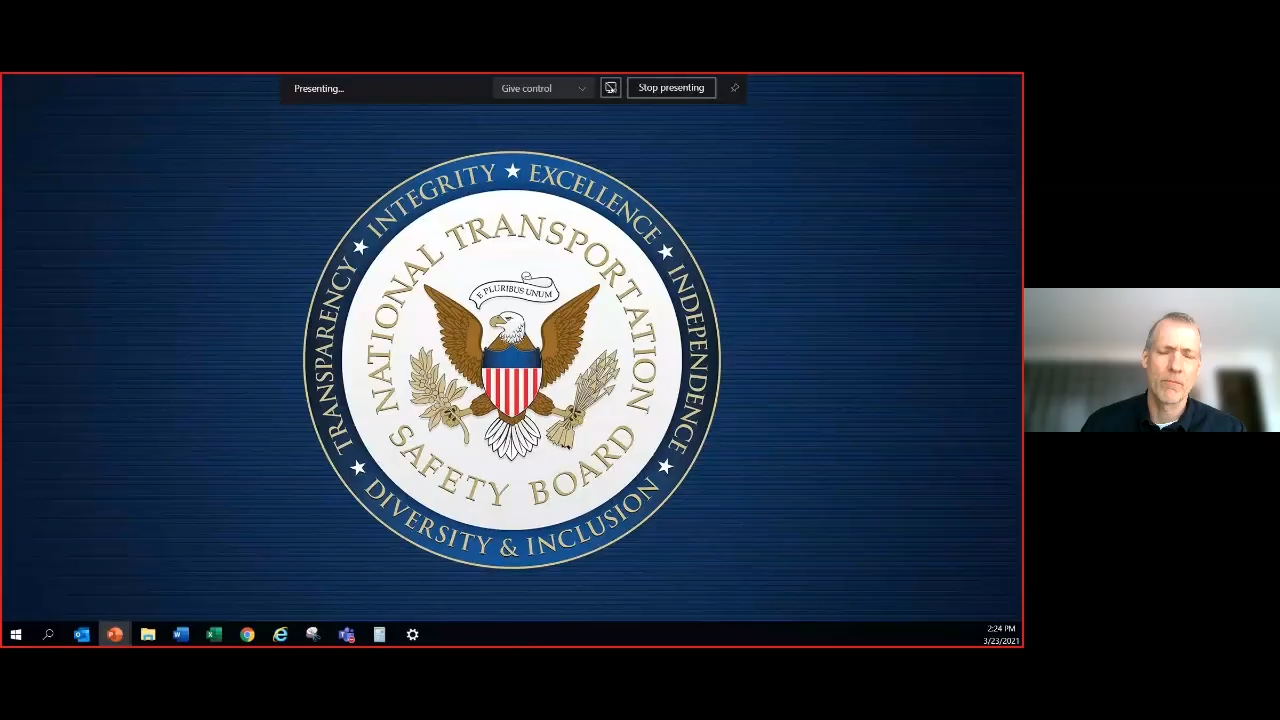 Presenting...
Give control
Stop presenting
TRANSPARENCY ★ INTEGRITY ★ EXCELLENCE ★ INDEPENDENCE ★ DIVERSITY & INCLUSION ★
NATIONAL TRANSPORTATION
SAFETY BOARD
E PLURIBUS UNUM
2:24 PM
3/23/2021